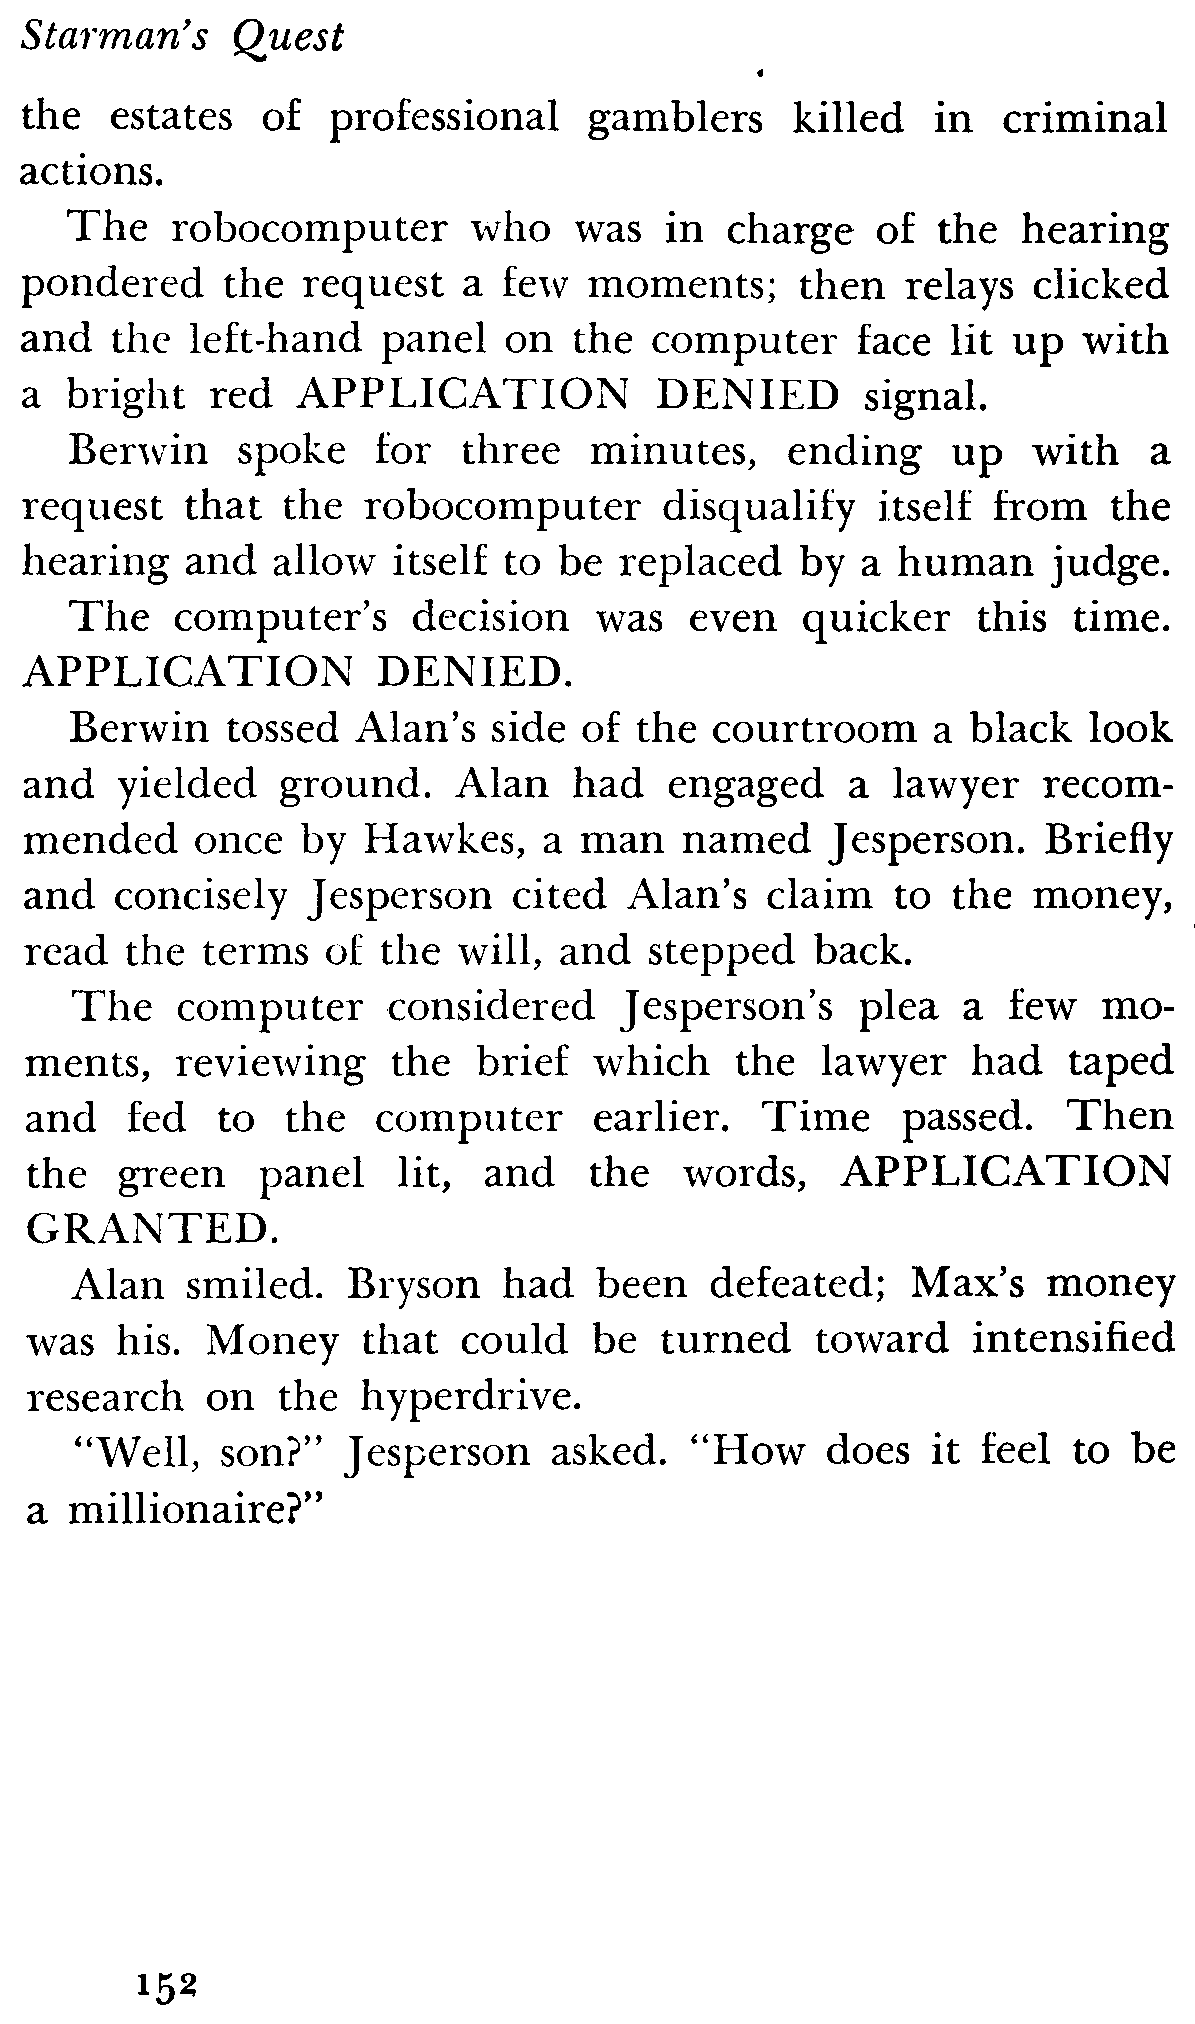 Starman's Quest
the estates of professional gamblers killed in criminal
actions.
The robocomputer who was in charge of the hearing
pondered the request a few moments; then relays clicked
and the left-hand panel on the computer face lit up with
a bright red APPLICATION DENIED signal.
Berwin spoke for three minutes, ending up with a
request that the robocomputer disqualify itself from the
hearing and allow itself to be replaced by a human judge.
The computer's decision was even quicker this time.
APPLICATION DENIED.
Berwin tossed Alan's side of the courtroom a black look
and yielded ground. Alan had engaged a lawyer recom-
mended once by Hawkes, a man named Jesperson. Briefly
and concisely Jesperson cited Alan's claim to the money,
read the terms of the will, and stepped back.
The computer considered Jesperson's plea a few mo-
ments, reviewing the brief which the lawyer had taped
and fed to the computer earlier. Time passed. Then
the green panel lit, and the words, APPLICATION
GRANTED.
Alan smiled. Bryson had been defeated; Max's money
was his. Money that could be turned toward intensified
research on the hyperdrive.
"Well, son?" Jesperson asked. "How does it feel to be
a millionaire?"
152